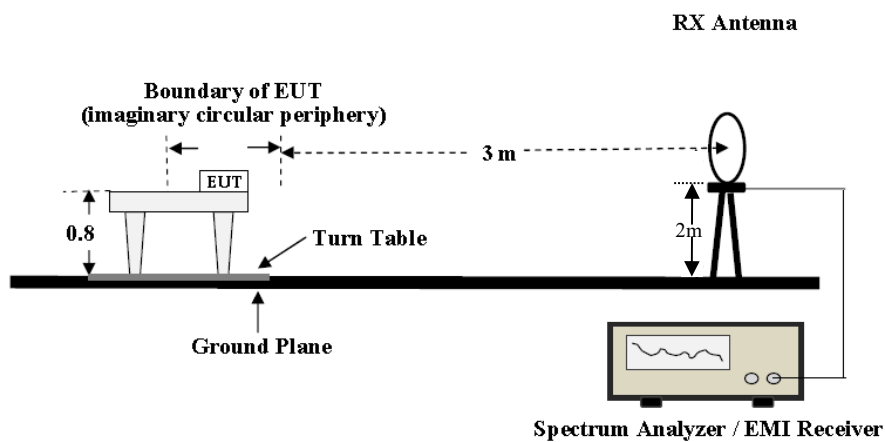 RX Antenna
Boundary of EUT
(imaginary circular periphery)
3 m
EUT
0.8
Turn Table
2m
Ground Plane
Spectrum Analyzer / EMI Receiver